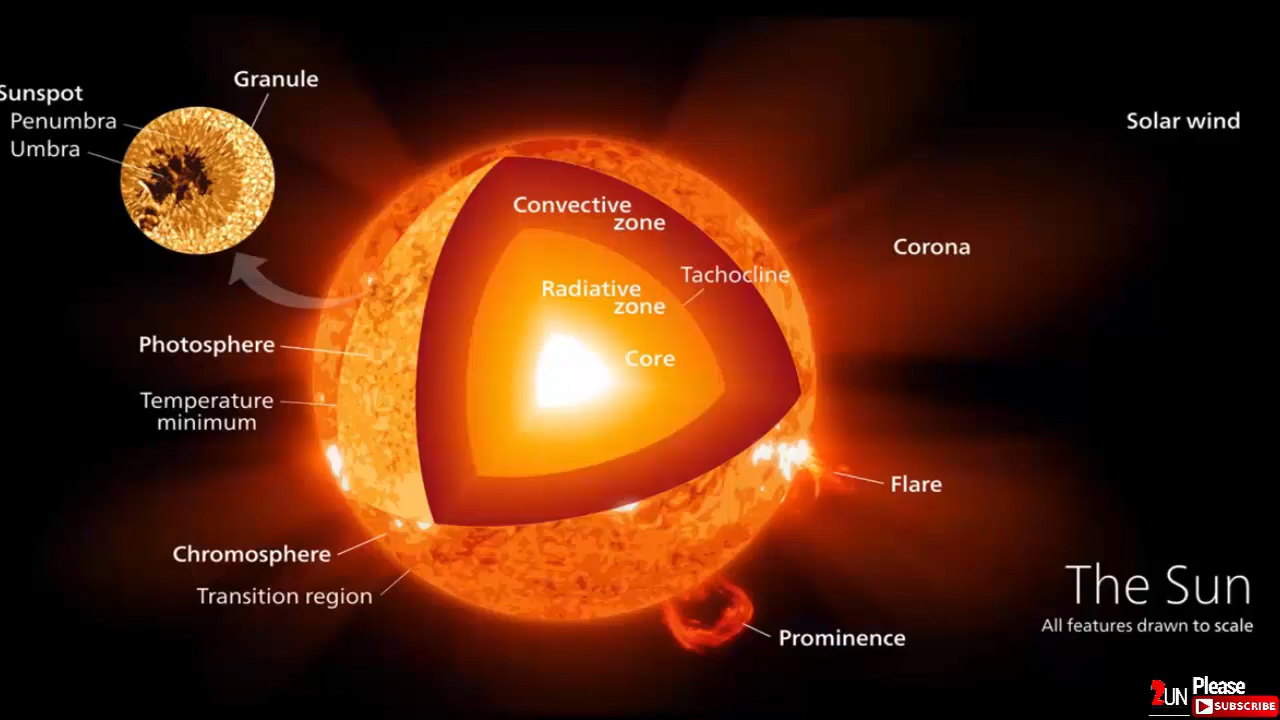 Granule
Sunspot
Penumbra
Umbra
Solar wind
Convective
zone
Corona
Tachocline
Radiative
zone
Photosphere
Core
Temperature
minimum
Flare
Chromosphere
Transition region
The Sun
All features drawn to scale
Prominence
2UN
Please
SUBSCRIBE